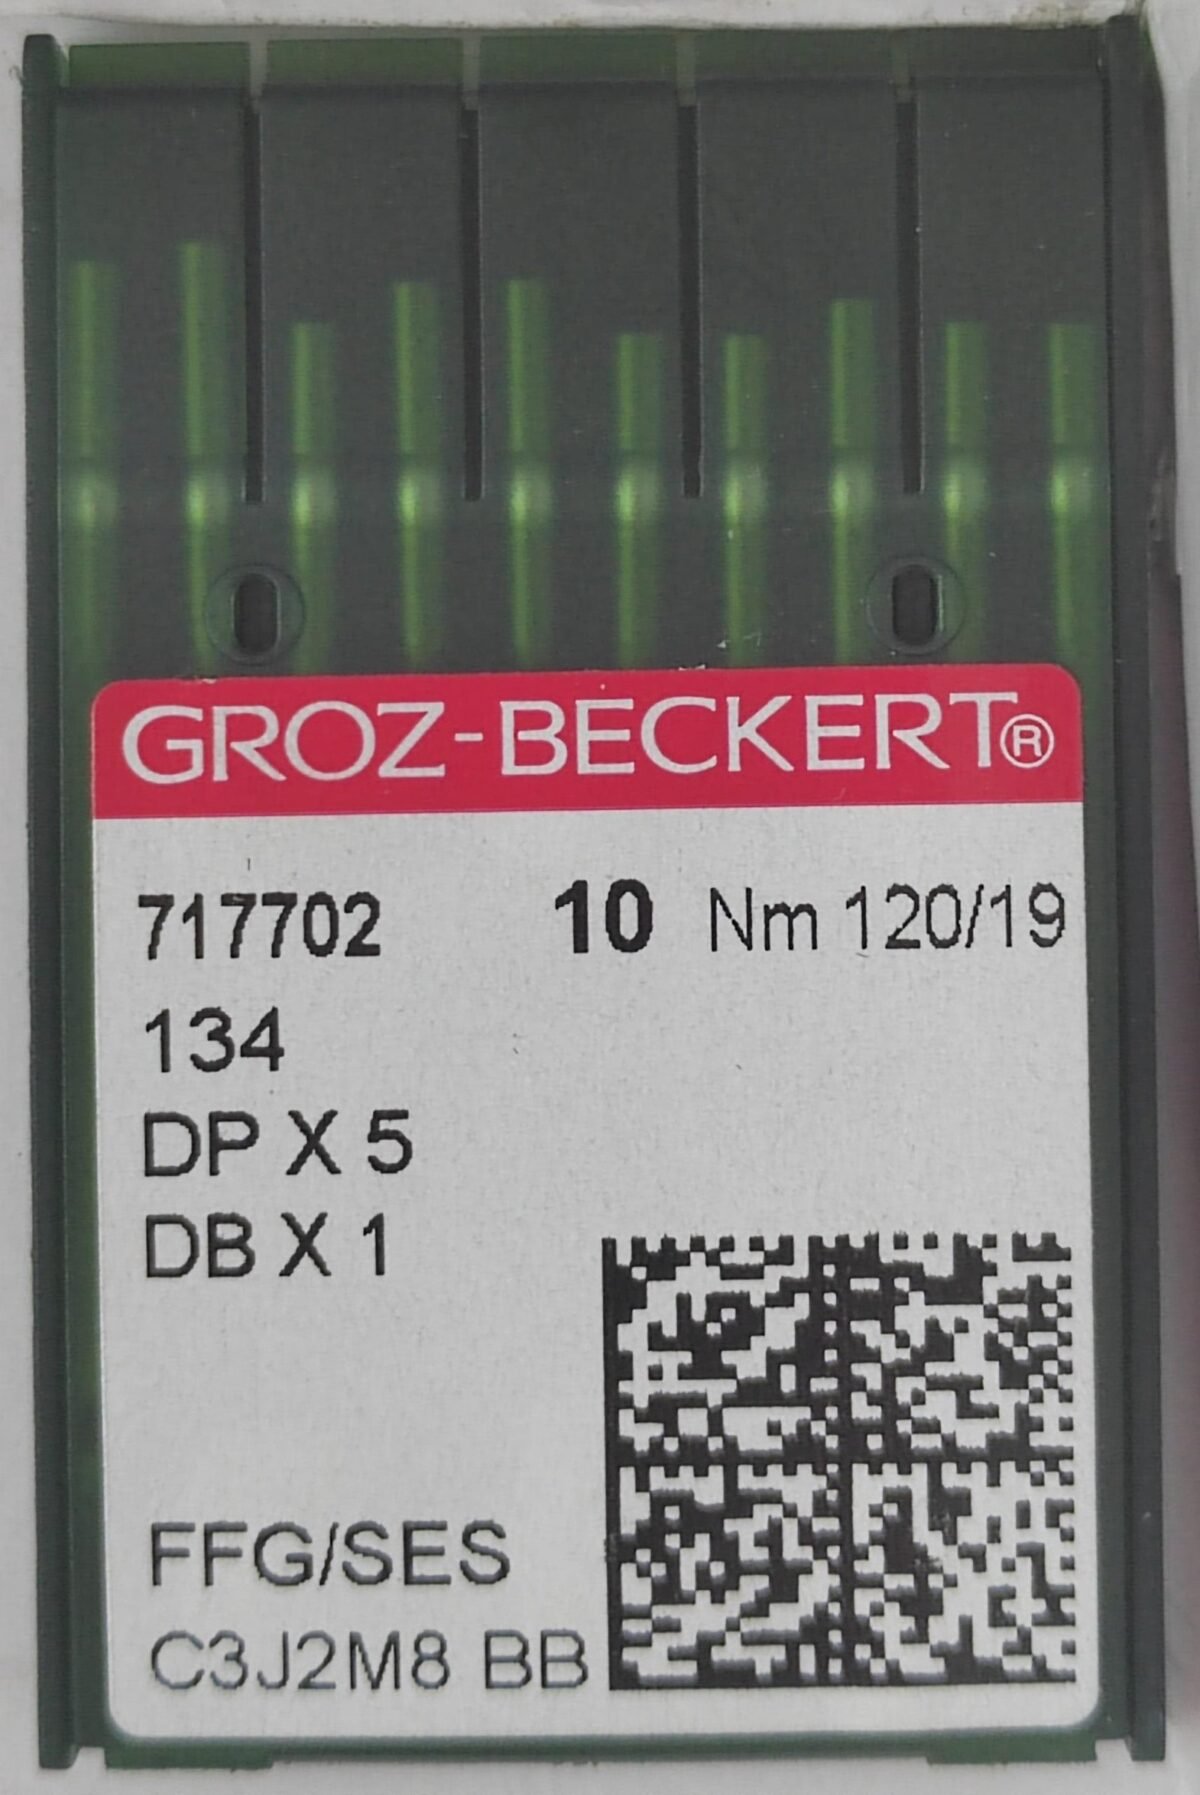 GROZ-BECKERT®
717702 10 Nm 120/19
134
DP X 5
DB X 1
FFG/SES
C3J2M8 BB